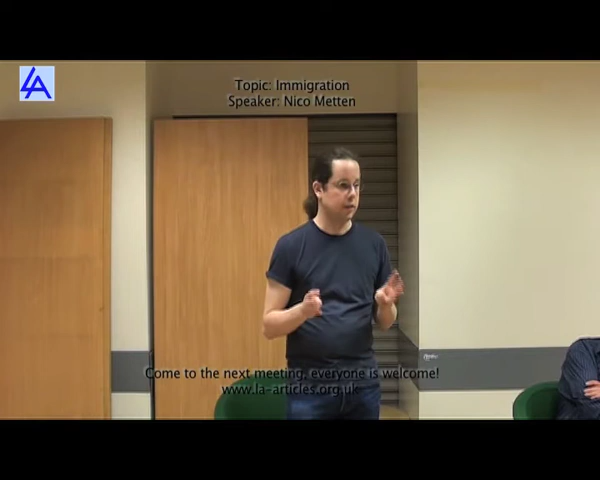 LA
Topic: Immigration
Speaker: Nico Metten
Come to the next meeting, everyone is welcome!
www.la-articles.org.uk